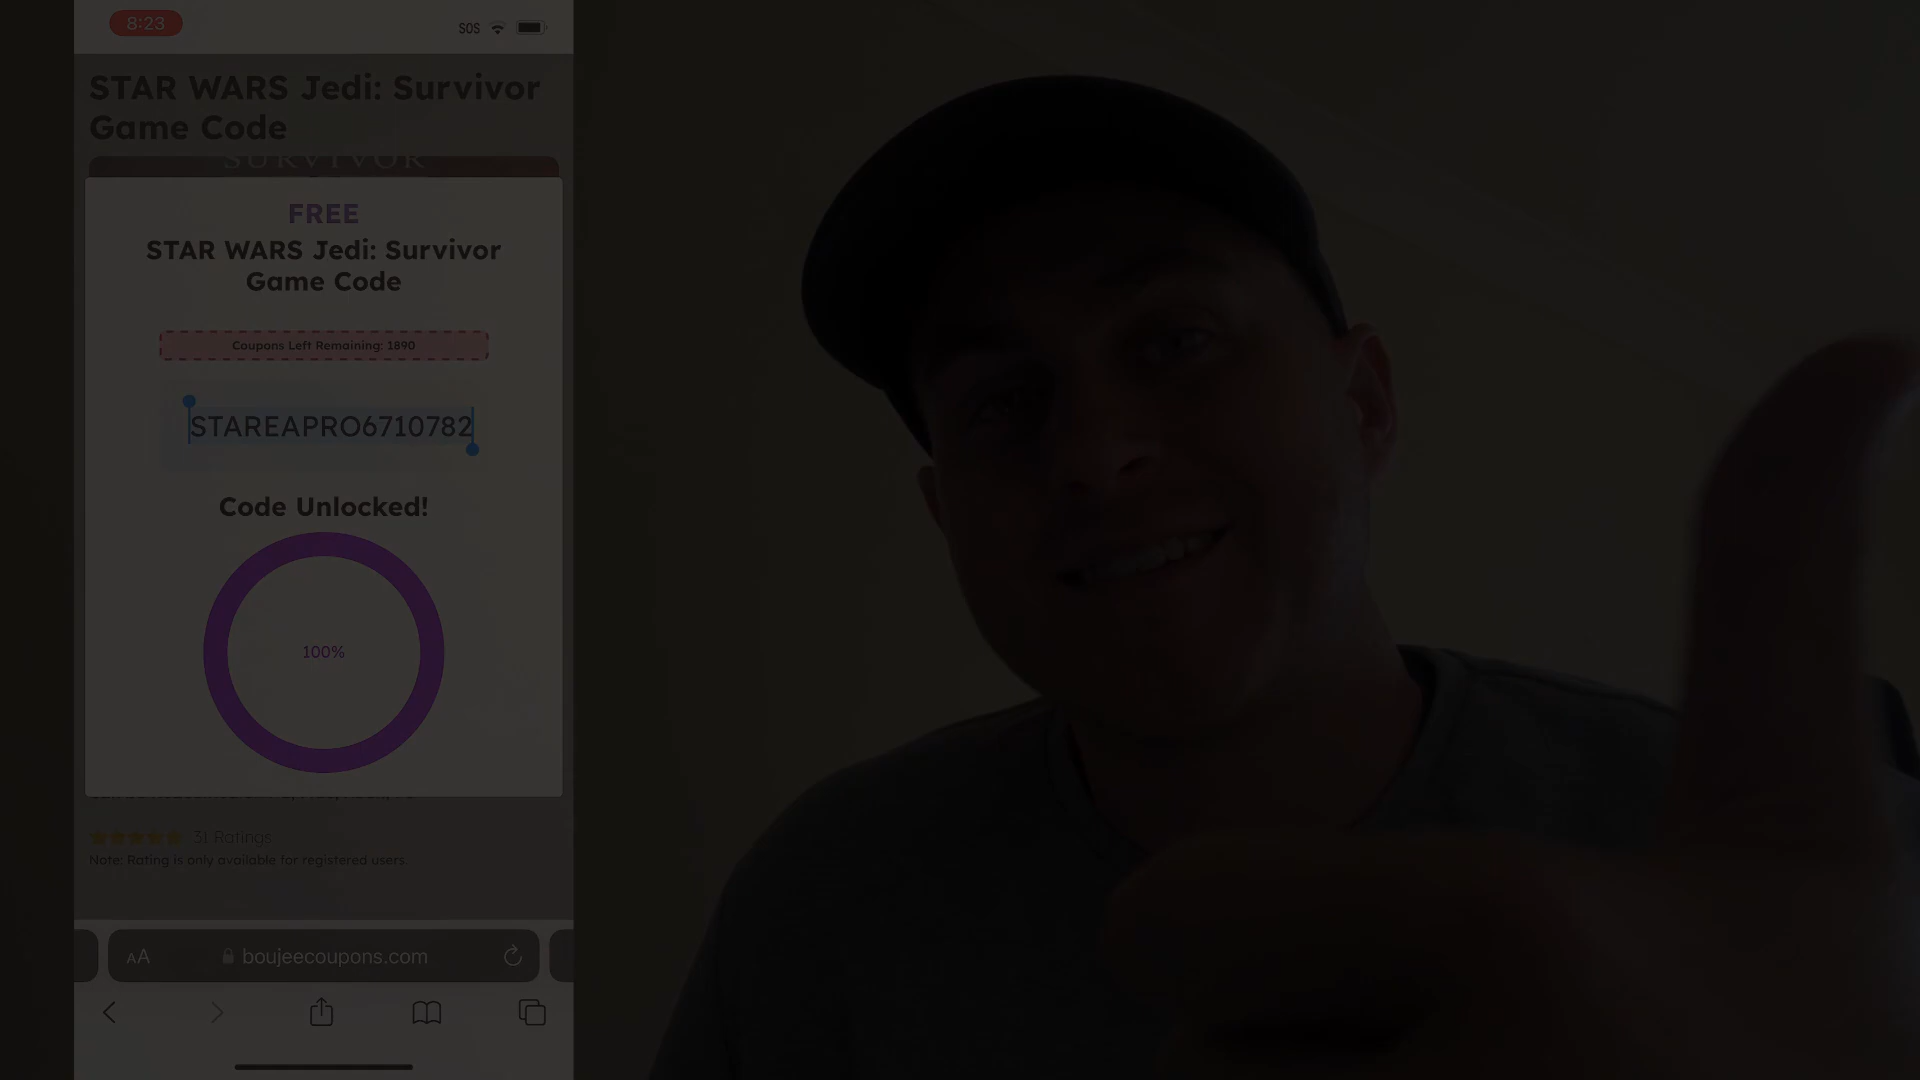 8:23
SOS
STAR WARS Jedi: Survivor
Game Code
SURVIVOR
FREE
STAR WARS Jedi: Survivor
Game Code
Coupons Left Remaining: 1890
STAREAPRO6710782
Code Unlocked!
100%
31 Ratings
Note: Rating is only available for registered users.
AA
boujeecoupons.com